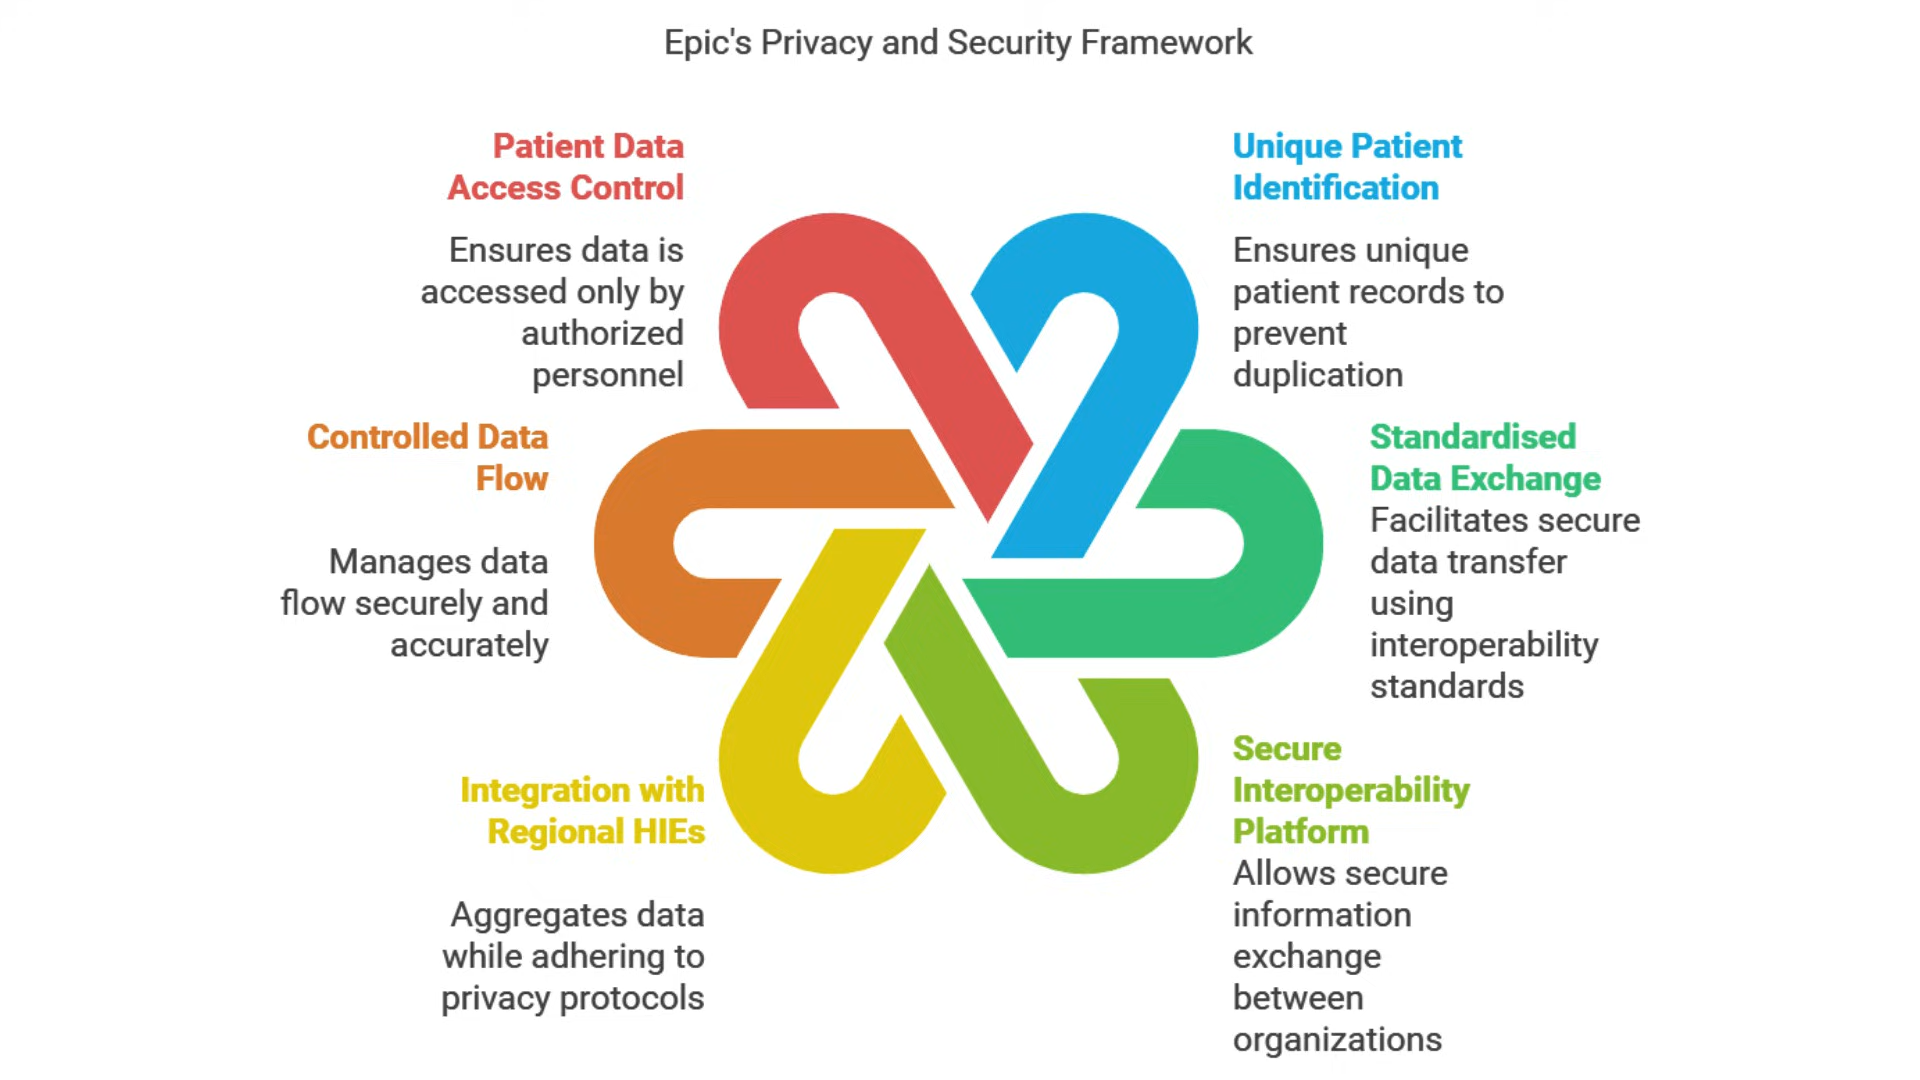 Epic's Privacy and Security Framework
Patient Data
Access Control
Ensures data is
accessed only by
authorized
personnel
Unique Patient
Identification
Ensures unique
patient records to
prevent
duplication
Controlled Data
Flow
Manages data
flow securely and
accurately
Standardised
Data Exchange
Facilitates secure
data transfer
using
interoperability
standards
Integration with
Regional HIEs
Aggregates data
while adhering to
privacy protocols
Secure
Interoperability
Platform
Allows secure
information
exchange
between
organizations